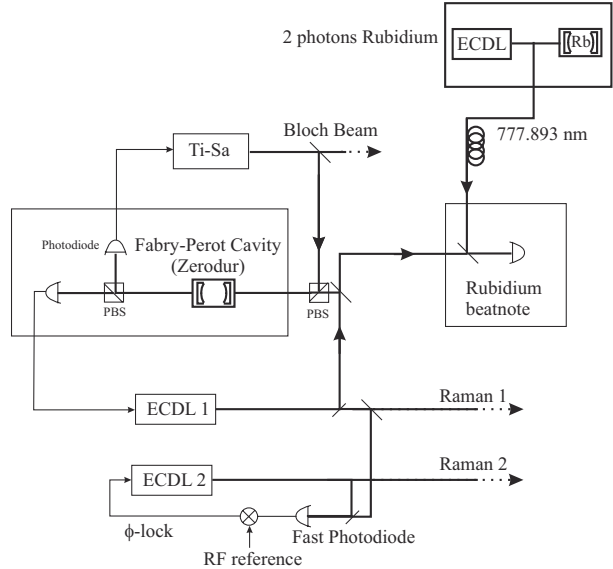 2 photons Rubidium
ECDL
Rb
777.893 nm
Bloch Beam
Ti-Sa
Photodiode
Fabry-Perot Cavity
(Zerodur)
PBS
PBS
Rubidium
beatnote
ECDL 1
Raman 1
ECDL 2
Raman 2
ϕ-lock
Fast Photodiode
RF reference